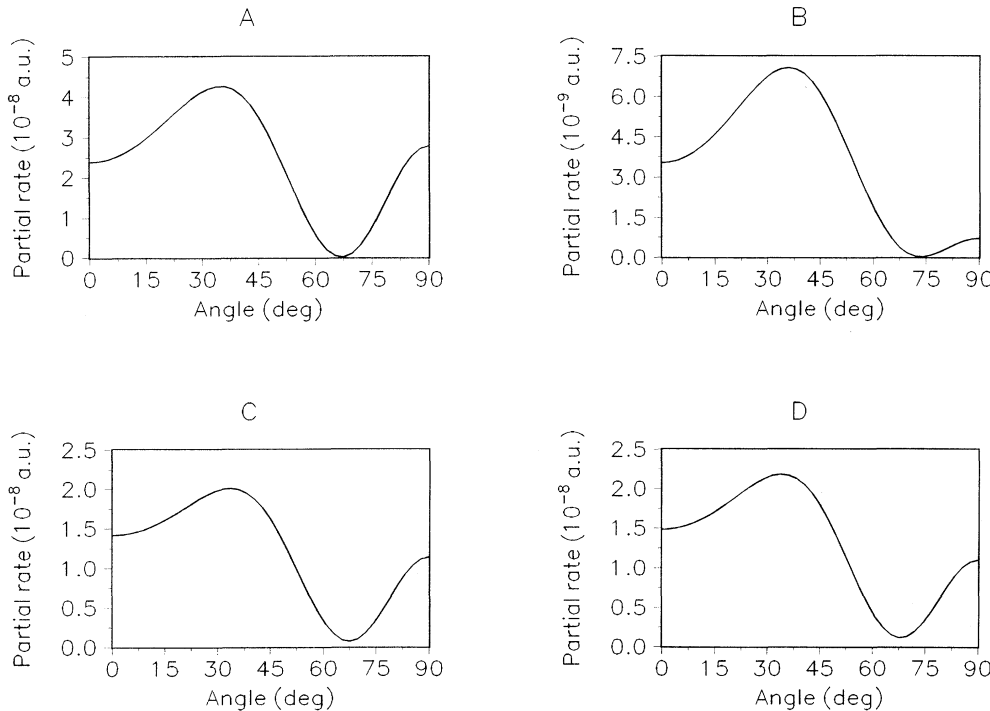 A
Partial rate (10⁻⁸ a.u.)
5
4
3
2
1
0
0 15 30 45 60 75 90
Angle (deg)
B
Partial rate (10⁻⁹ a.u.)
7.5
6.0
4.5
3.0
1.5
0.0
0 15 30 45 60 75 90
Angle (deg)
C
Partial rate (10⁻⁸ a.u.)
2.5
2.0
1.5
1.0
0.5
0.0
0 15 30 45 60 75 90
Angle (deg)
D
Partial rate (10⁻⁸ a.u.)
2.5
2.0
1.5
1.0
0.5
0.0
0 15 30 45 60 75 90
Angle (deg)